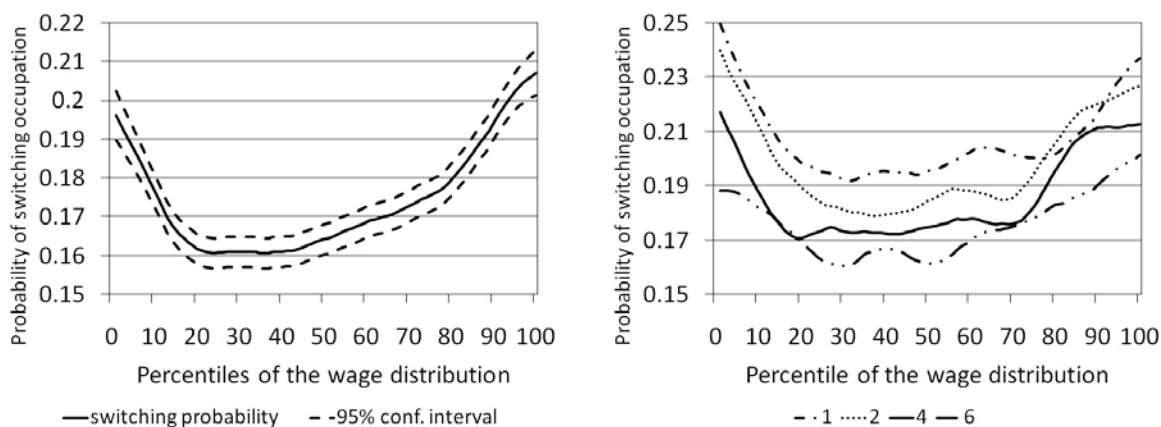 Probability of switching occupation
0.22
0.21
0.2
0.19
0.18
0.17
0.16
0.15
0 10 20 30 40 50 60 70 80 90 100
Percentiles of the wage distribution
switching probability -95% conf. interval
Probability of switching occupation
0.25
0.23
0.21
0.19
0.17
0.15
0 10 20 30 40 50 60 70 80 90 100
Percentile of the wage distribution
1 2 4 6